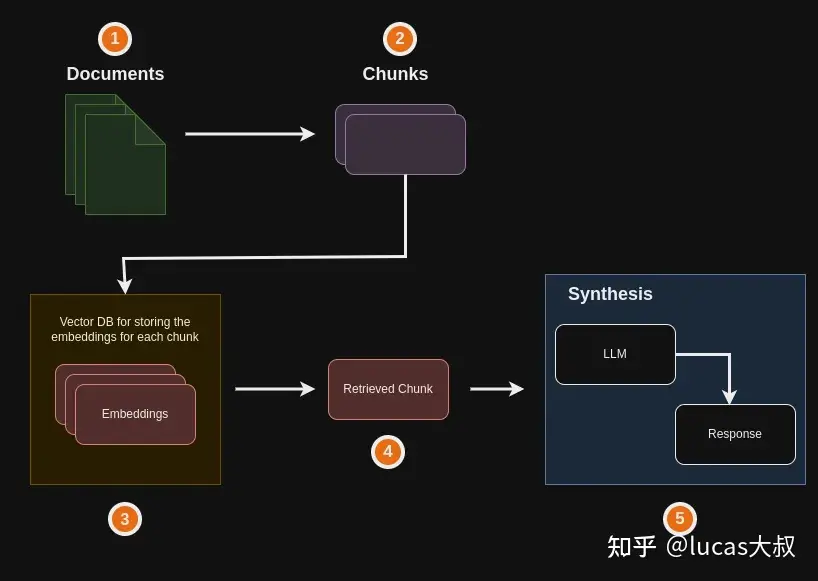 1
2
Documents
Chunks
Vector DB for storing the
embeddings for each chunk
Embeddings
3
Retrieved Chunk
4
Synthesis
LLM
Response
5
知乎 @lucas大叔